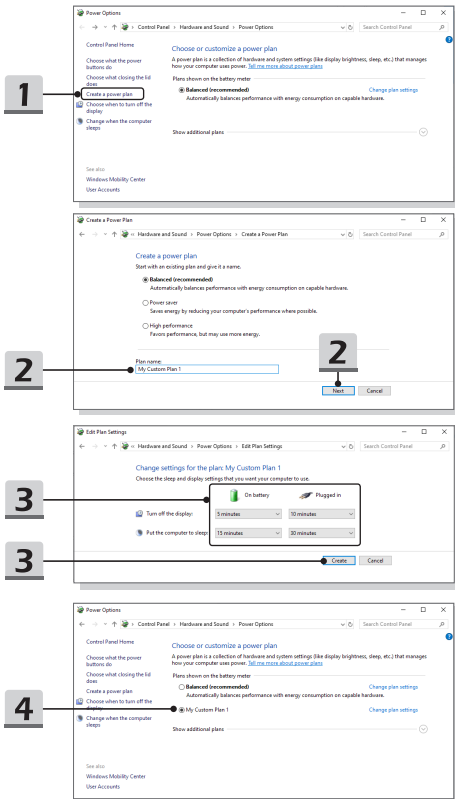 Power Options
Control Panel › Hardware and Sound › Power Options
Search Control Panel
Control Panel Home
Choose what the power
buttons do
Choose what closing the lid
does
Create a power plan
Choose when to turn off the
display
Change when the computer
sleeps
See also
Windows Mobility Center
User Accounts
Choose or customize a power plan
A power plan is a collection of hardware and system settings (like display brightness, sleep, etc.) that manages
how your computer uses power. Tell me more about power plans
Plans shown on the battery meter
Balanced (recommended)
Change plan settings
Automatically balances performance with energy consumption on capable hardware.
Show additional plans
1
Create a Power Plan
« Hardware and Sound › Power Options › Create a Power Plan
Search Control Panel
Create a power plan
Start with an existing plan and give it a name.
Balanced (recommended)
Automatically balances performance with energy consumption on capable hardware.
Power saver
Saves energy by reducing your computer's performance where possible.
High performance
Favors performance, but may use more energy.
Plan name:
My Custom Plan 1
2
2
Next
Cancel
Edit Plan Settings
« Hardware and Sound › Power Options › Edit Plan Settings
Search Control Panel
Change settings for the plan: My Custom Plan 1
Choose the sleep and display settings that you want your computer to use.
On battery
Plugged in
Turn off the display:
5 minutes
10 minutes
Put the computer to sleep:
15 minutes
30 minutes
3
3
Create
Cancel
Power Options
Control Panel › Hardware and Sound › Power Options
Search Control Panel
Control Panel Home
Choose what the power
buttons do
Choose what closing the lid
does
Create a power plan
Choose when to turn off the
display
Change when the computer
sleeps
See also
Windows Mobility Center
User Accounts
Choose or customize a power plan
A power plan is a collection of hardware and system settings (like display brightness, sleep, etc.) that manages
how your computer uses power. Tell me more about power plans
Plans shown on the battery meter
Balanced (recommended)
Change plan settings
Automatically balances performance with energy consumption on capable hardware.
My Custom Plan 1
Change plan settings
Show additional plans
4